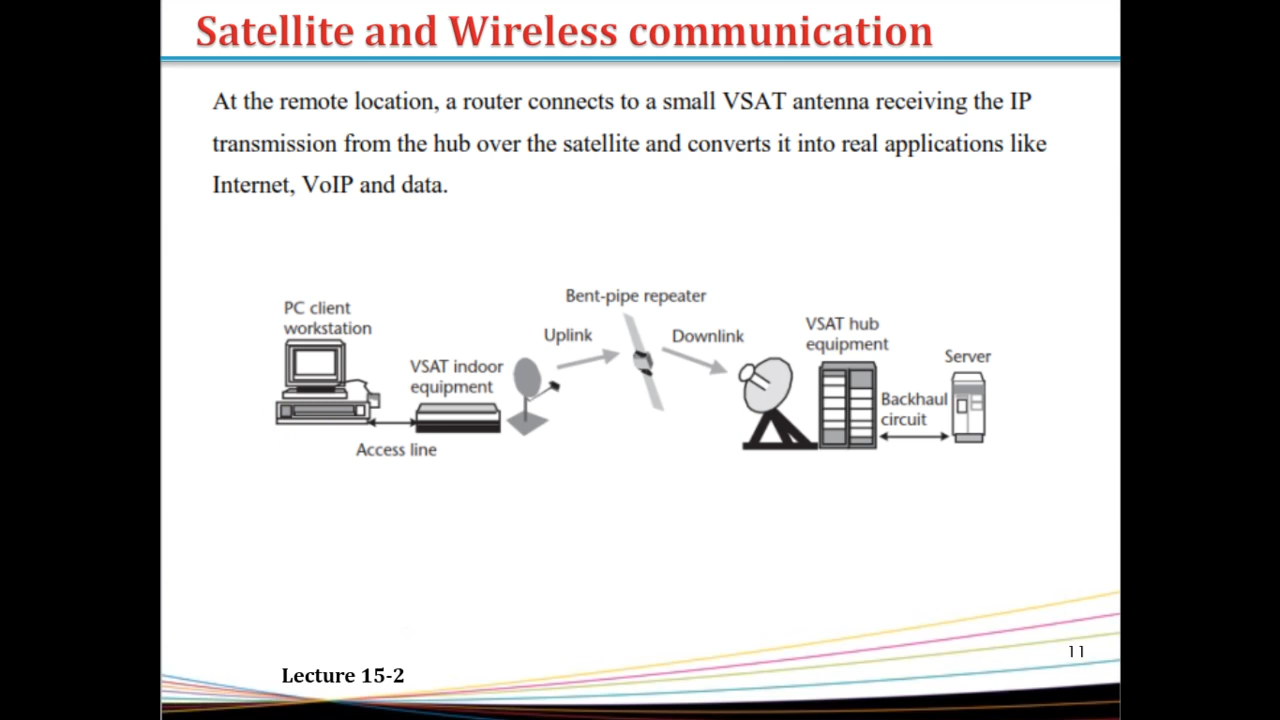 Satellite and Wireless communication
At the remote location, a router connects to a small VSAT antenna receiving the IP
transmission from the hub over the satellite and converts it into real applications like
Internet, VoIP and data.
Bent-pipe repeater
PC client
workstation
Uplink
Downlink
VSAT hub
equipment
VSAT indoor
equipment
Server
Backhaul
circuit
Access line
11
Lecture 15-2